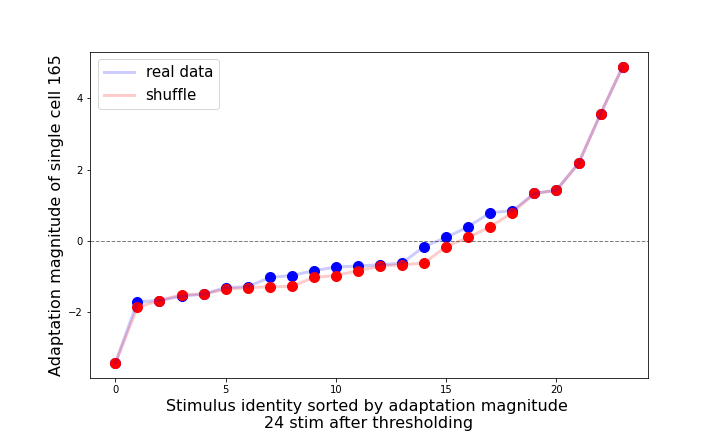 real data
shuffle
Adaptation magnitude of single cell 165
4
2
0
−2
0
5
10
15
20
Stimulus identity sorted by adaptation magnitude
24 stim after thresholding